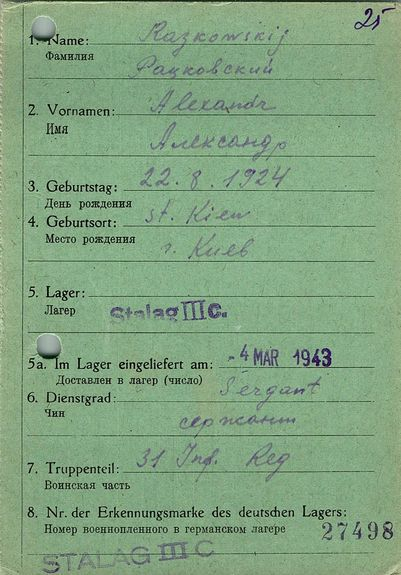 25
1. Name: Razkowskij
Фамилия Рацковский
2. Vornamen: Alexandr
Имя Александр
3. Geburtstag: 22.8.1924
День рождения
4. Geburtsort: st. Kiew
Место рождения г. Киев
5. Lager:
Лагерь Stalag III C.
5a. Im Lager eingeliefert am: -4 MAR 1943
Доставлен в лагерь (число)
6. Dienstgrad: Sergant
Чин сержант
7. Truppenteil: 31 Inf. Reg
Воинская часть
8. Nr. der Erkennungsmarke des deutschen Lagers:
Номер военнопленного в германском лагере 27498
STALAG III C